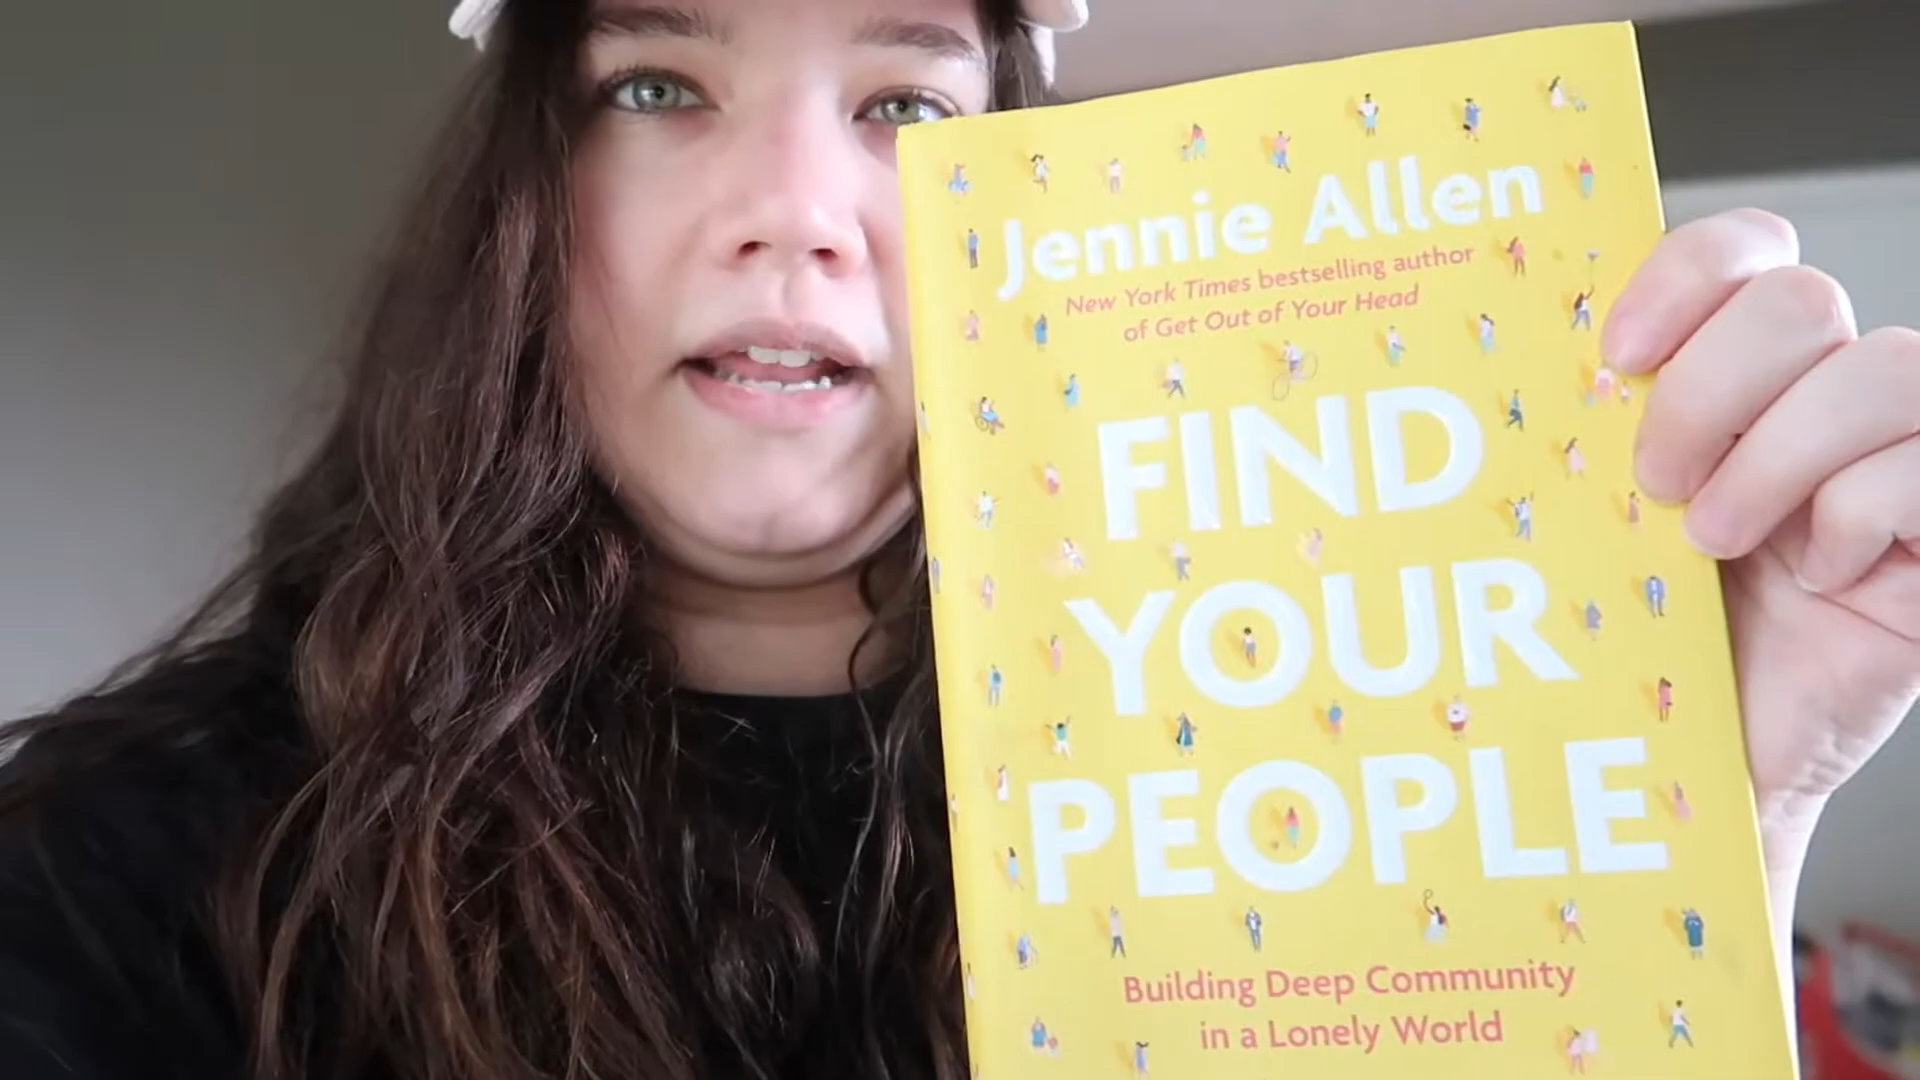 Jennie Allen
New York Times bestselling author
of Get Out of Your Head
FIND
YOUR
PEOPLE
Building Deep Community
in a Lonely World